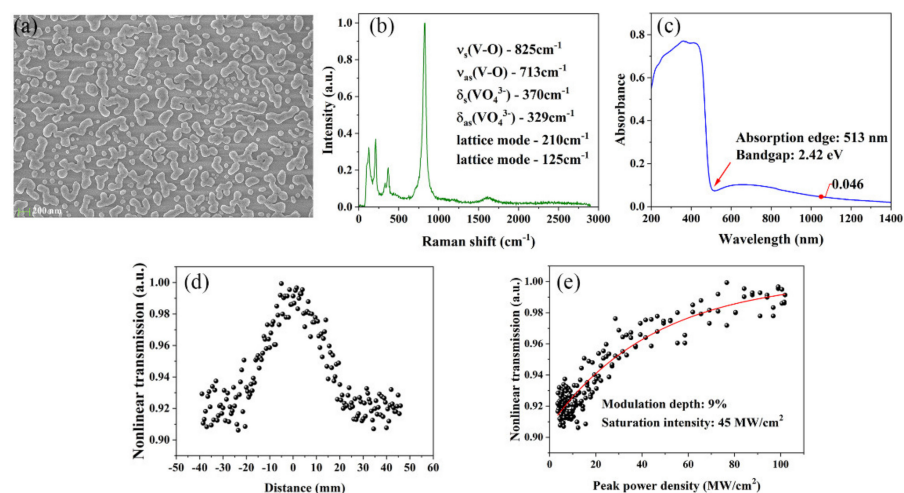 (a)
200 nm
(b)
Intensity (a.u.)
1.0
0.8
0.6
0.4
0.2
0.0
νs(V-O) - 825cm⁻¹
νas(V-O) - 713cm⁻¹
δs(VO₄³⁻) - 370cm⁻¹
δas(VO₄³⁻) - 329cm⁻¹
lattice mode - 210cm⁻¹
lattice mode - 125cm⁻¹
0 500 1000 1500 2000 2500 3000
Raman shift (cm⁻¹)
(c)
Absorbance
0.8
0.6
0.4
0.2
0.0
Absorption edge: 513 nm
Bandgap: 2.42 eV
0.046
200 400 600 800 1000 1200 1400
Wavelength (nm)
(d)
Nonlinear transmission (a.u.)
1.00
0.98
0.96
0.94
0.92
0.90
-50 -40 -30 -20 -10 0 10 20 30 40 50 60
Distance (mm)
(e)
Nonlinear transmission (a.u.)
1.00
0.98
0.96
0.94
0.92
0.90
Modulation depth: 9%
Saturation intensity: 45 MW/cm²
0 20 40 60 80 100
Peak power density (MW/cm²)